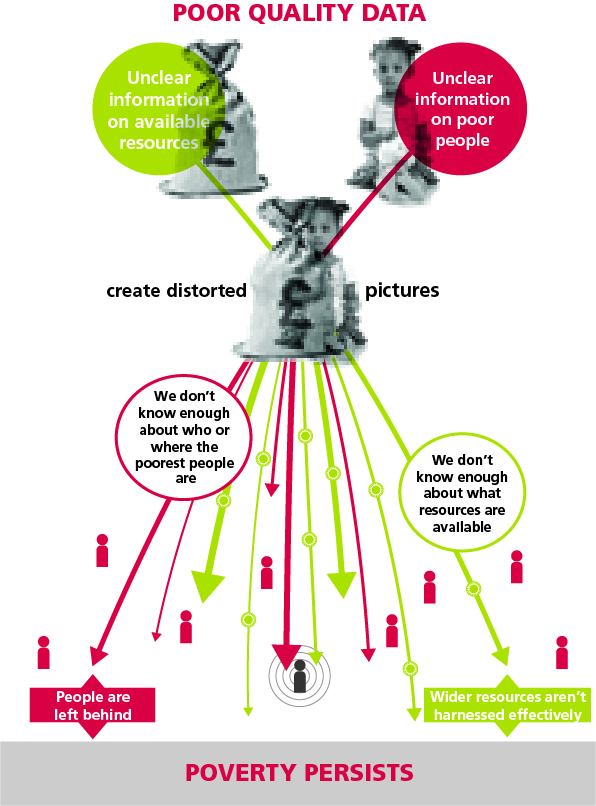 POOR QUALITY DATA
Unclear
information
on available
resources
Unclear
information
on poor
people
£
create distorted
£
pictures
We don’t
know enough
about who or
where the
poorest people
are
We don’t
know enough
about what
resources are
available
People are
left behind
Wider resources aren’t
harnessed effectively
POVERTY PERSISTS